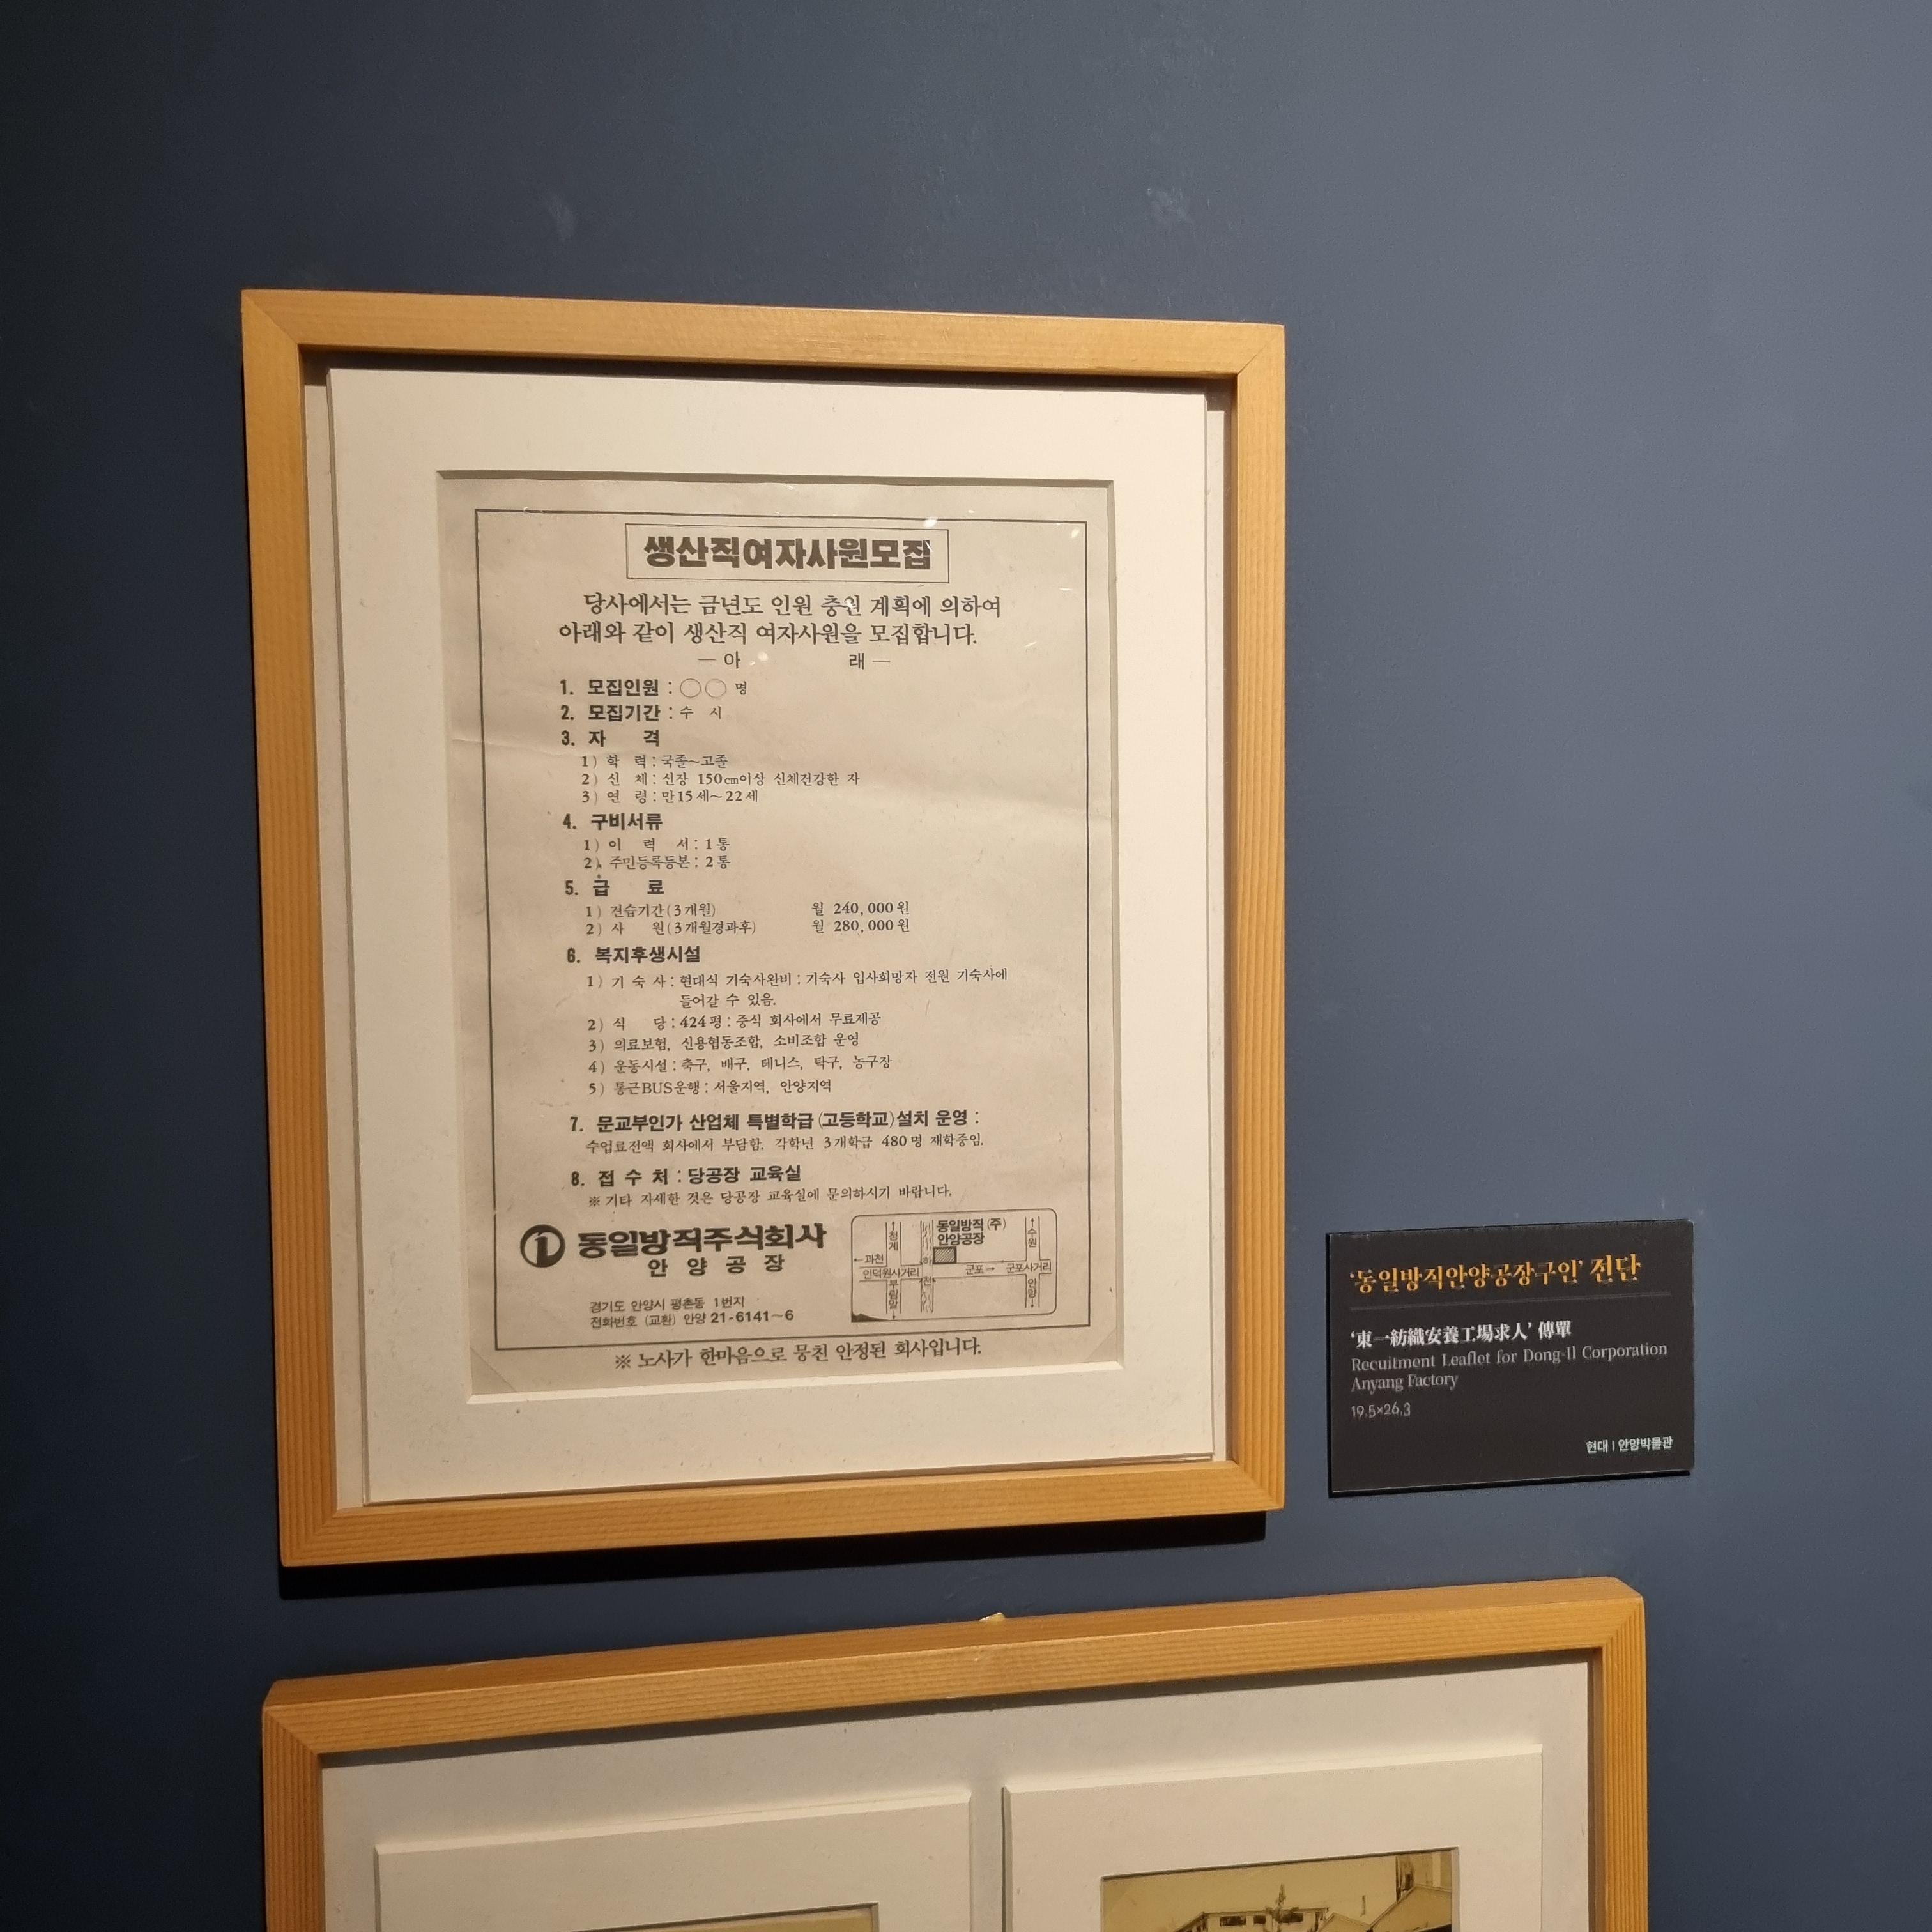 생산직여자사원모집
당사에서는 금년도 인원 충원 계획에 의하여
아래와 같이 생산직 여자사원을 모집합니다.
— 아 래 —
1. 모집인원 : ○○ 명
2. 모집기간 : 수 시
3. 자 격
1) 학 력 : 국졸~고졸
2) 신 체 : 신장 150㎝이상 신체건강한 자
3) 연 령 : 만 15세~22세
4. 구비서류
1) 이 력 서 : 1통
2) 주민등록등본 : 2통
5. 급 료
1) 견습기간(3개월) 월 240,000원
2) 사 원(3개월경과후) 월 280,000원
6. 복지후생시설
1) 기 숙 사 : 현대식 기숙사완비 : 기숙사 입사희망자 전원 기숙사에
들어갈 수 있음.
2) 식 당 : 424평 : 중식 회사에서 무료제공
3) 의료보험, 신용협동조합, 소비조합 운영
4) 운동시설 : 축구, 배구, 테니스, 탁구, 농구장
5) 통근BUS운행 : 서울지역, 안양지역
7. 문교부인가 산업체 특별학급(고등학교)설치 운영 :
수업료전액 회사에서 부담함. 각학년 3개학급 480명 재학중임.
8. 접 수 처 : 당공장 교육실
※ 기타 자세한 것은 당공장 교육실에 문의하시기 바랍니다.
동일방직주식회사
안 양 공 장
경기도 안양시 평촌동 1번지
전화번호 (교환) 안양 21-6141~6
동일방직(주)
안양공장
청계
수원
←과천
인덕원사거리
하천
군포→
군포사거리
부림말
안양
※ 노사가 한마음으로 뭉친 안정된 회사입니다.
'동일방직안양공장구인' 전단
'東一紡織安養工場求人' 傳單
Recuitment Leaflet for Dong-Il Corporation
Anyang Factory
19.5×26.3
현대 | 안양박물관